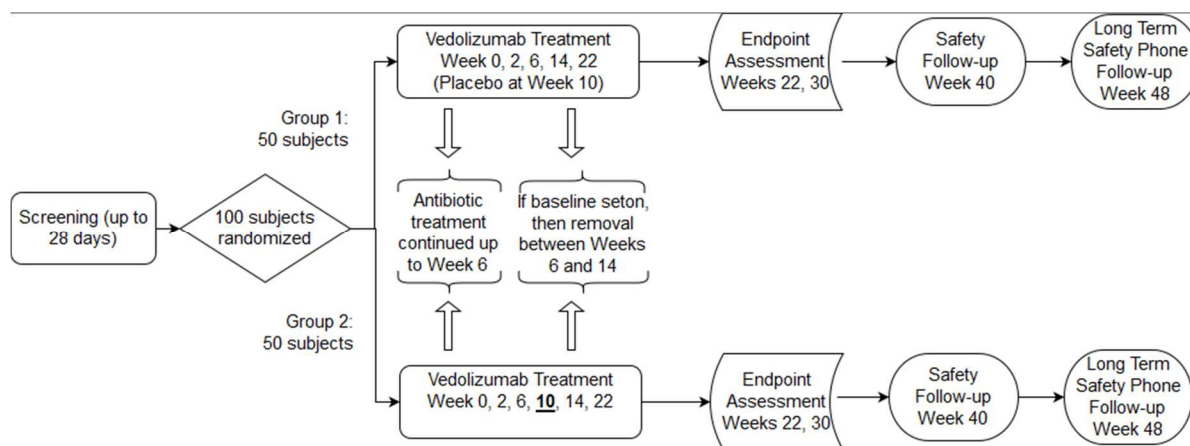 Screening (up to
28 days)
100 subjects
randomized
Group 1:
50 subjects
Vedolizumab Treatment
Week 0, 2, 6, 14, 22
(Placebo at Week 10)
Endpoint
Assessment
Weeks 22, 30
Safety
Follow-up
Week 40
Long Term
Safety Phone
Follow-up
Week 48
Antibiotic
treatment
continued up
to Week 6
If baseline seton,
then removal
between Weeks
6 and 14
Group 2:
50 subjects
Vedolizumab Treatment
Week 0, 2, 6, 10, 14, 22
Endpoint
Assessment
Weeks 22, 30
Safety
Follow-up
Week 40
Long Term
Safety Phone
Follow-up
Week 48